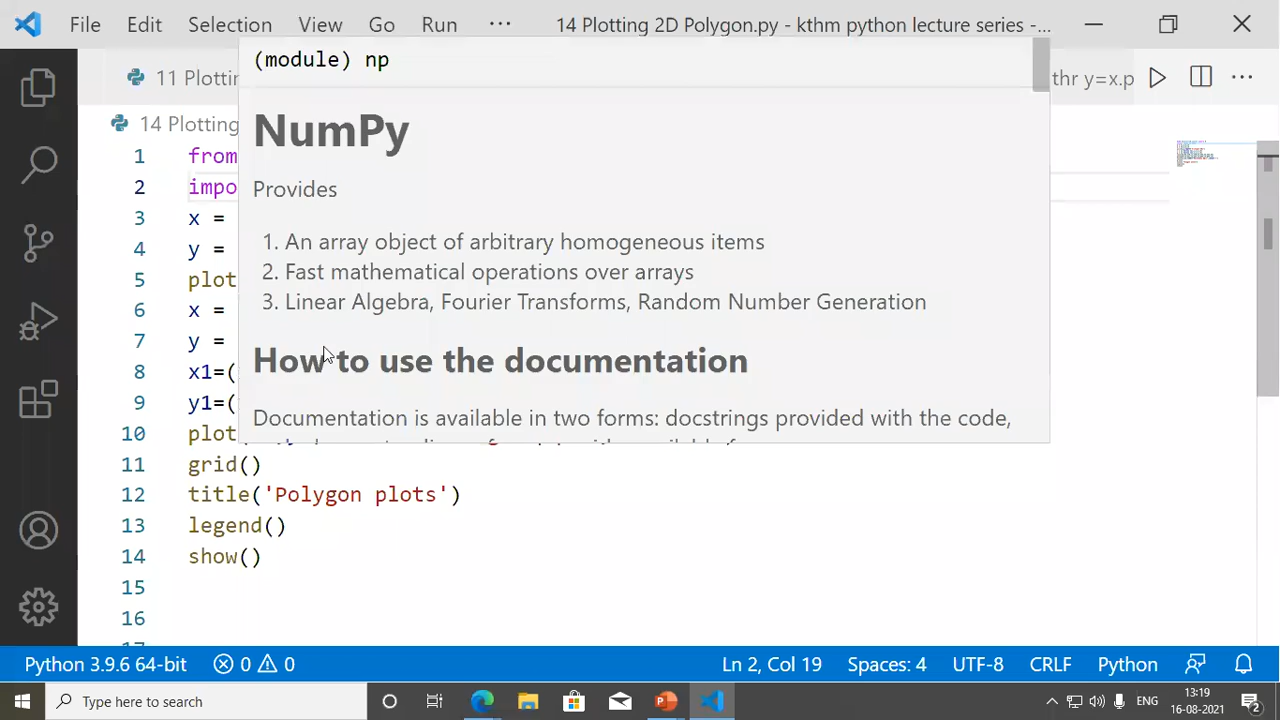 File Edit Selection View Go Run ··· 14 Plotting 2D Polygon.py - kthm python lecture series -...
(module) np
11 Plottin
thr y=x.p
14 Plotting
NumPy
Provides
1. An array object of arbitrary homogeneous items
2. Fast mathematical operations over arrays
3. Linear Algebra, Fourier Transforms, Random Number Generation
How to use the documentation
Documentation is available in two forms: docstrings provided with the code,
1 from
2 impo
3 x =
4 y =
5 plot
6 x =
7 y =
8 x1=(
9 y1=(
10 plot
11 grid()
12 title('Polygon plots')
13 legend()
14 show()
15
16
Python 3.9.6 64-bit 0 0 Ln 2, Col 19 Spaces: 4 UTF-8 CRLF Python
Type here to search
ENG 13:19
16-08-2021
2